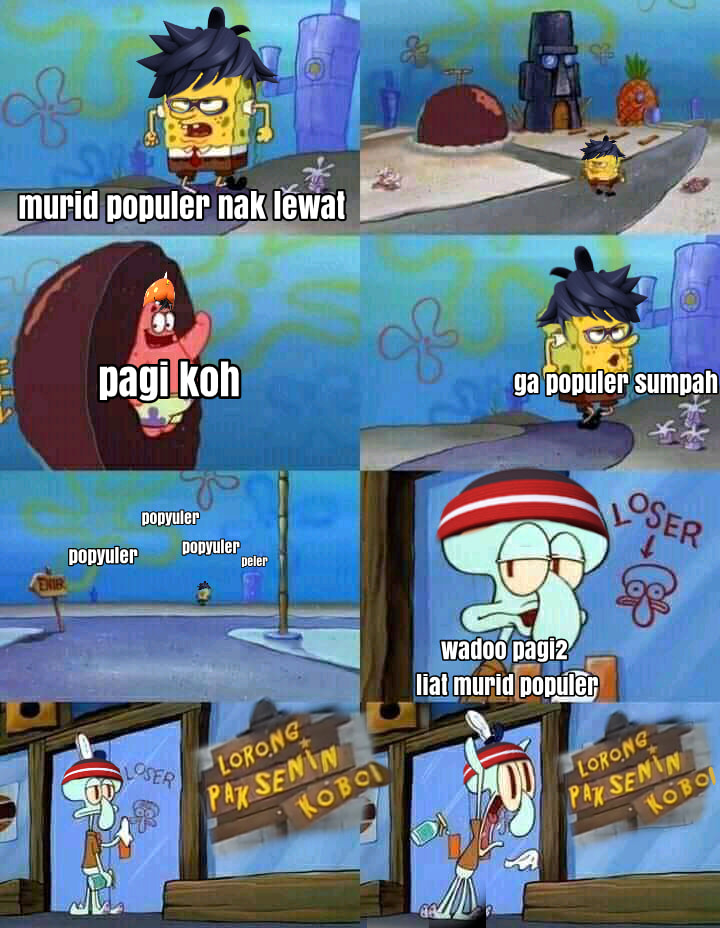 murid populer nak lewat
pagi koh
ga populer sumpah
popyuler
popyuler
popyuler
peler
LOSER
wadoo pagi2
liat murid populer
LOSER
LORONG
PAK SENIN
KOBOI
LORONG
PAK SENIN
KOBOI